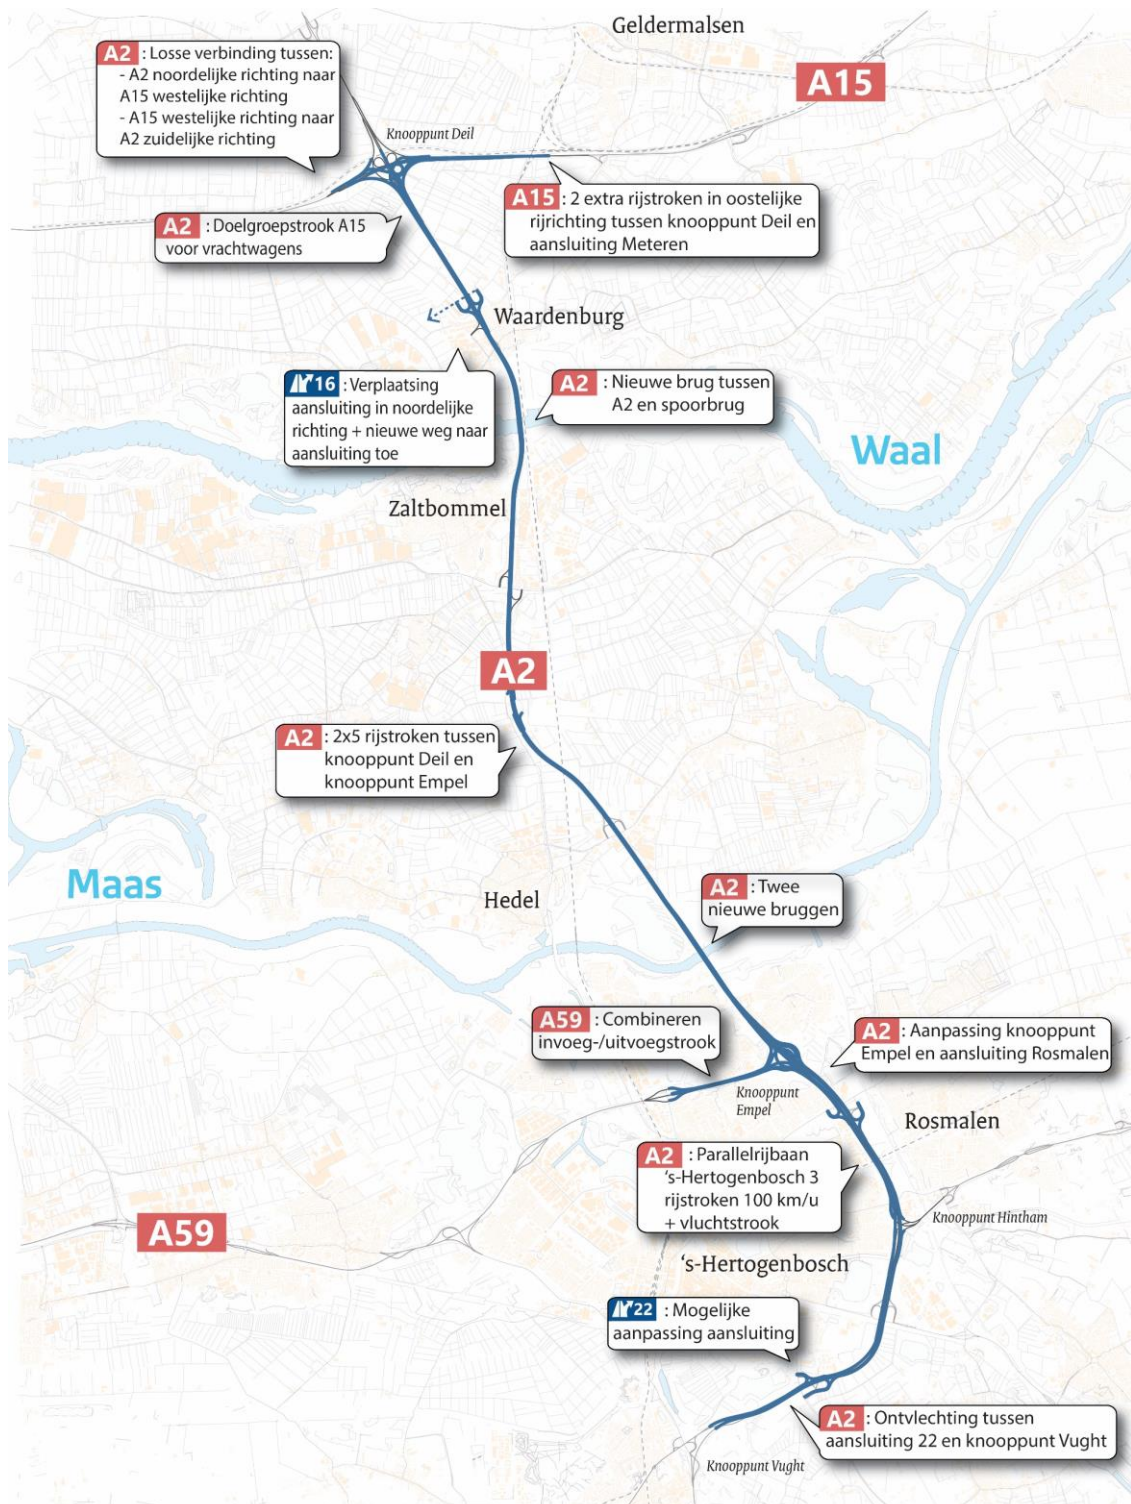 Geldermalsen
A2 : Losse verbinding tussen:
- A2 noordelijke richting naar
A15 westelijke richting
- A15 westelijke richting naar
A2 zuidelijke richting
A15
Knooppunt Deil
A15 : 2 extra rijstroken in oostelijke
rijrichting tussen knooppunt Deil en
aansluiting Meteren
A2 : Doelgroepstrook A15
voor vrachtwagens
Waardenburg
16 : Verplaatsing
aansluiting in noordelijke
richting + nieuwe weg naar
aansluiting toe
A2 : Nieuwe brug tussen
A2 en spoorbrug
Waal
Zaltbommel
A2
A2 : 2x5 rijstroken tussen
knooppunt Deil en
knooppunt Empel
Maas
Hedel
A2 : Twee
nieuwe bruggen
A59 : Combineren
invoeg-/uitvoegstrook
A2 : Aanpassing knooppunt
Empel en aansluiting Rosmalen
Knooppunt
Empel
Rosmalen
A2 : Parallelrijbaan
‘s-Hertogenbosch 3
rijstroken 100 km/u
+ vluchtstrook
Knooppunt Hintham
A59
‘s-Hertogenbosch
22 : Mogelijke
aanpassing aansluiting
A2 : Ontvlechting tussen
aansluiting 22 en knooppunt Vught
Knooppunt Vught